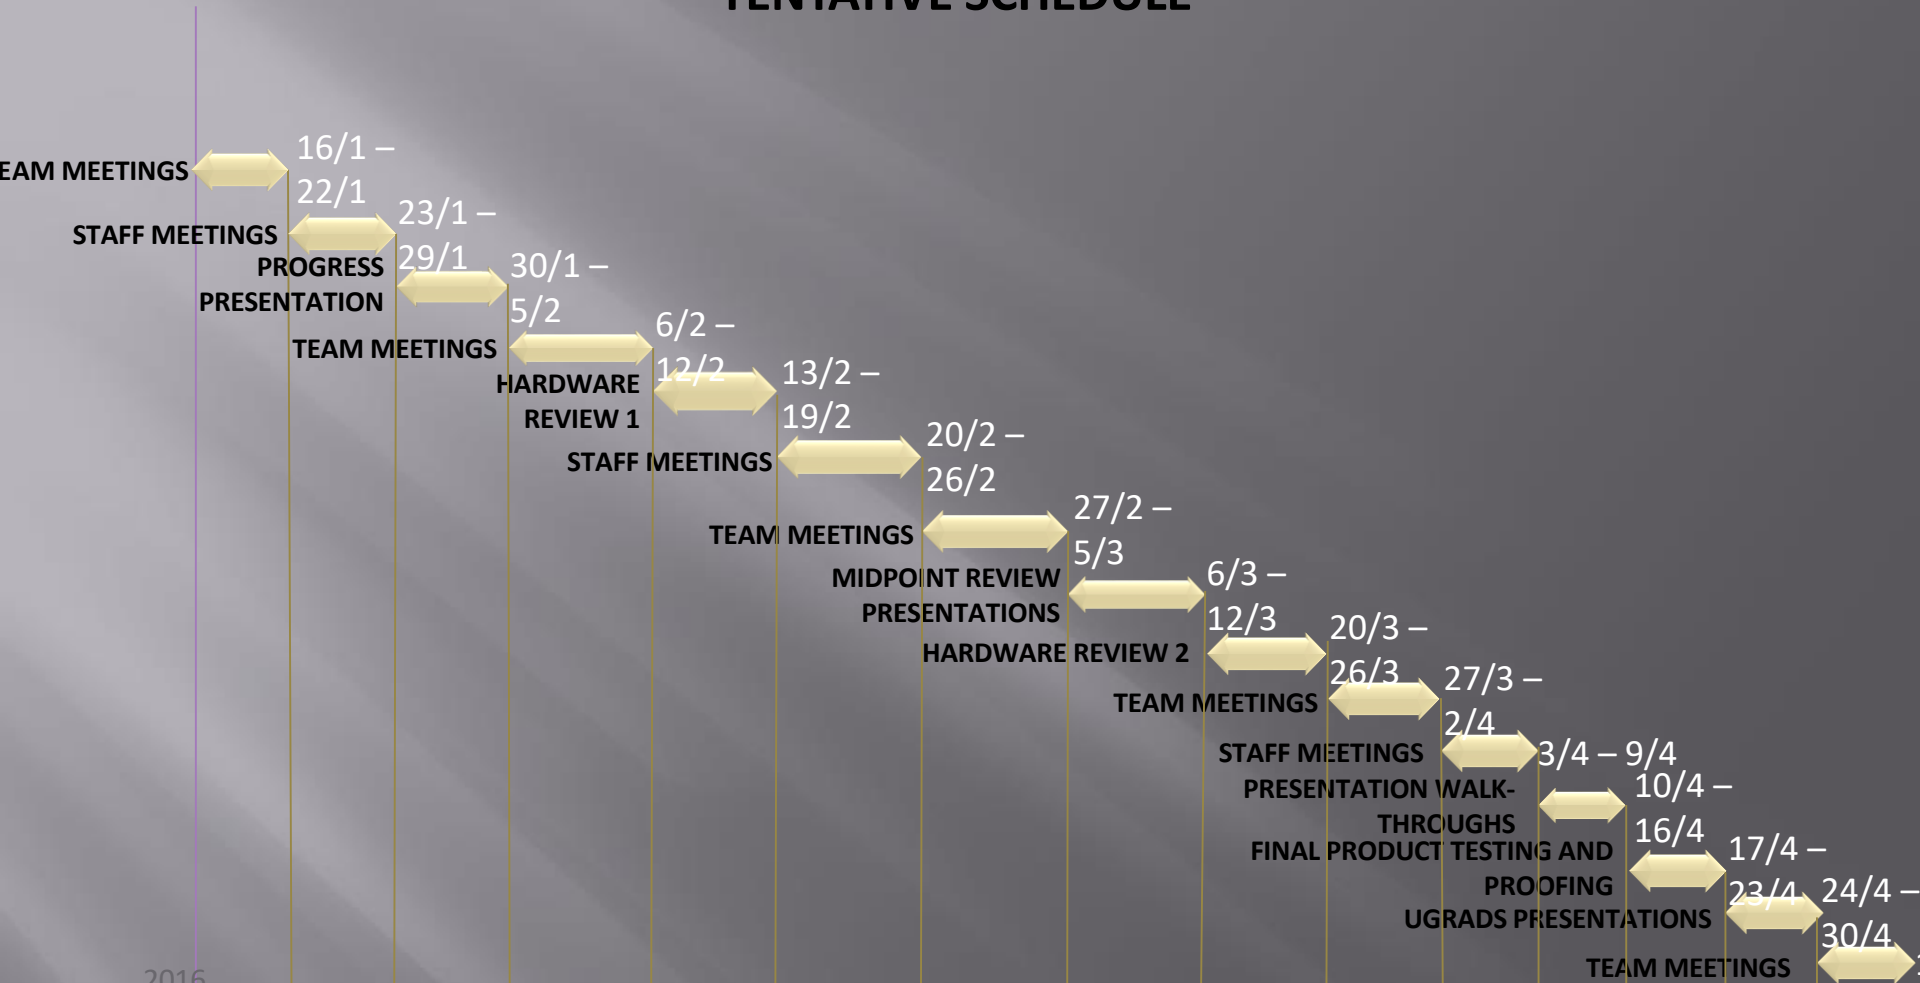 TENTATIVE SCHEDULE
EAM MEETINGS
16/1 –
22/1
STAFF MEETINGS
23/1 –
29/1
PROGRESS
PRESENTATION
30/1 –
5/2
TEAM MEETINGS
6/2 –
12/2
HARDWARE
REVIEW 1
13/2 –
19/2
STAFF MEETINGS
20/2 –
26/2
TEAM MEETINGS
27/2 –
5/3
MIDPOINT REVIEW
PRESENTATIONS
6/3 –
12/3
HARDWARE REVIEW 2
20/3 –
26/3
TEAM MEETINGS
27/3 –
2/4
STAFF MEETINGS
3/4 – 9/4
PRESENTATION WALK-
THROUGHS
10/4 –
16/4
FINAL PRODUCT TESTING AND
PROOFING
17/4 –
23/4
UGRADS PRESENTATIONS
24/4 –
30/4
TEAM MEETINGS
2016